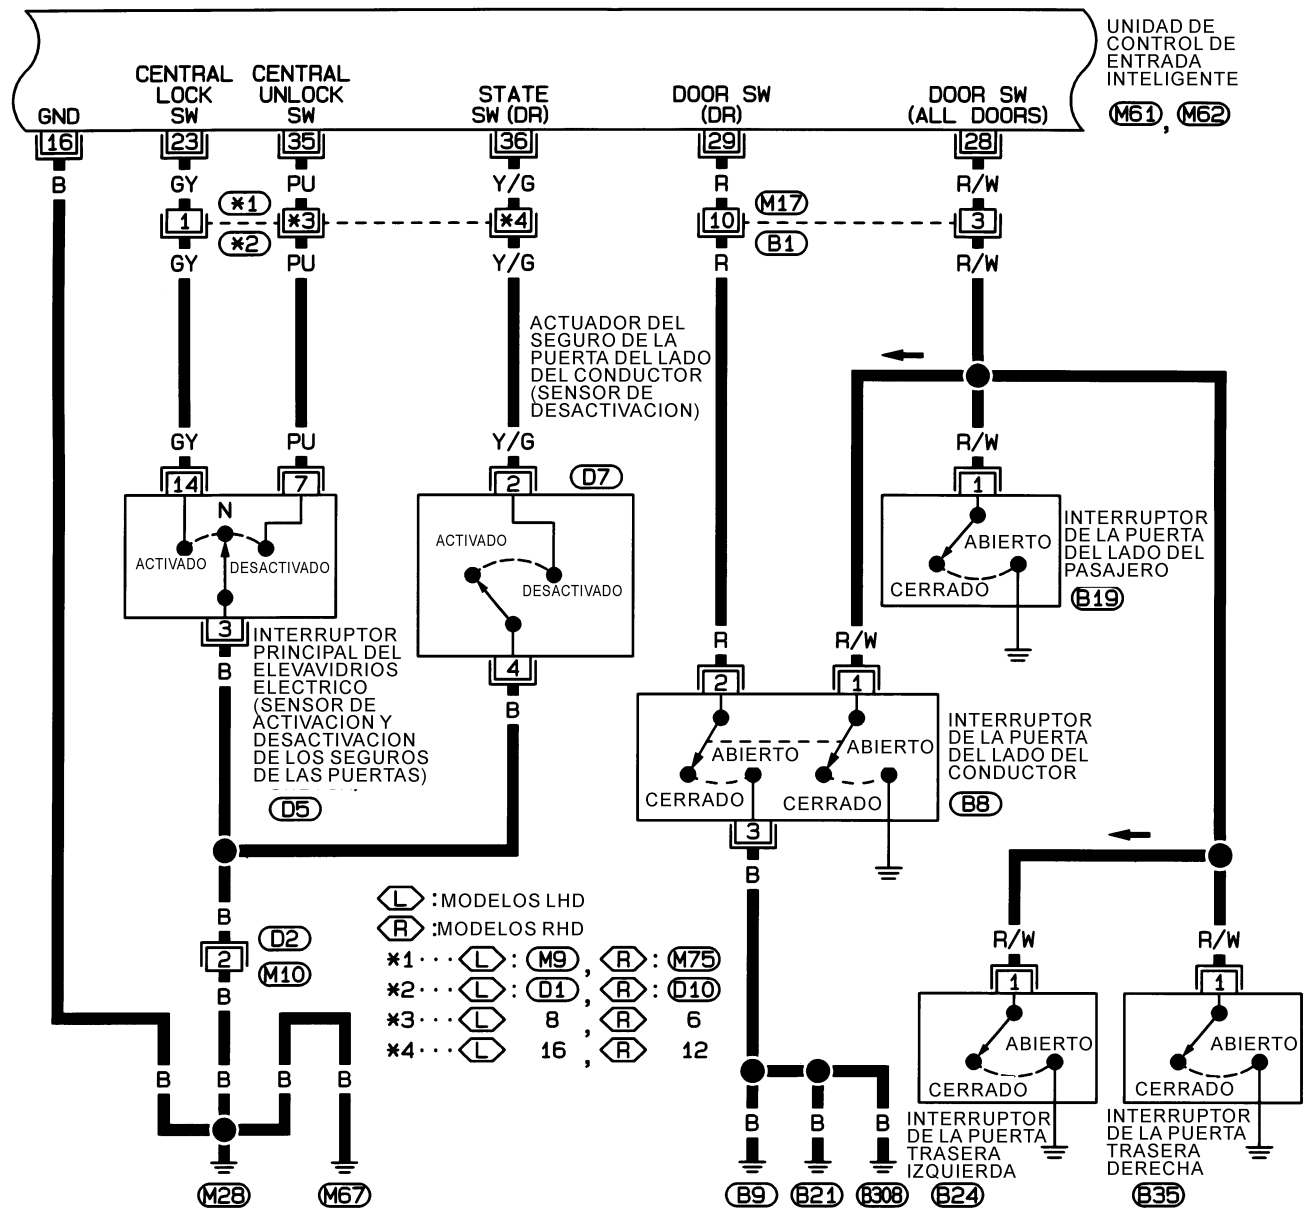 UNIDAD DE
CONTROL DE
ENTRADA
INTELIGENTE
M61 , M62
GND
CENTRAL
LOCK
SW
CENTRAL
UNLOCK
SW
STATE
SW (DR)
DOOR SW
(DR)
DOOR SW
(ALL DOORS)
16 23 35 36 29 28
B GY PU Y/G R R/W
1 *1 *3 *4 10 M17 3
*2 B1
GY PU Y/G R R/W
ACTUADOR DEL
SEGURO DE LA
PUERTA DEL LADO
DEL CONDUCTOR
(SENSOR DE
DESACTIVACION)
GY PU Y/G R/W
14 7 2 D7 1
N
ACTIVADO
DESACTIVADO
3
ACTIVADO
DESACTIVADO
4
ABIERTO
CERRADO
INTERRUPTOR
DE LA PUERTA
DEL LADO DEL
PASAJERO
B19
B
INTERRUPTOR
PRINCIPAL DEL
ELEVAVIDRIOS
ELECTRICO
(SENSOR DE
ACTIVACION Y
DESACTIVACION
DE LOS SEGUROS
DE LAS PUERTAS)
D5
B
R R/W
2 1
ABIERTO ABIERTO
CERRADO CERRADO
3
INTERRUPTOR
DE LA PUERTA
DEL LADO DEL
CONDUCTOR
B8
B
L :MODELOS LHD
R :MODELOS RHD
*1··· L : M9 , R : M75
*2··· L : D1 , R : D10
*3··· L 8 , R 6
*4··· L 16 , R 12
B
2 D2
M10
B
B B B B
M28 M67
B B B
B9 B21 B308
R/W R/W
1 1
ABIERTO ABIERTO
CERRADO CERRADO
INTERRUPTOR
DE LA PUERTA
TRASERA
IZQUIERDA
B24
INTERRUPTOR
DE LA PUERTA
TRASERA
DERECHA
B35